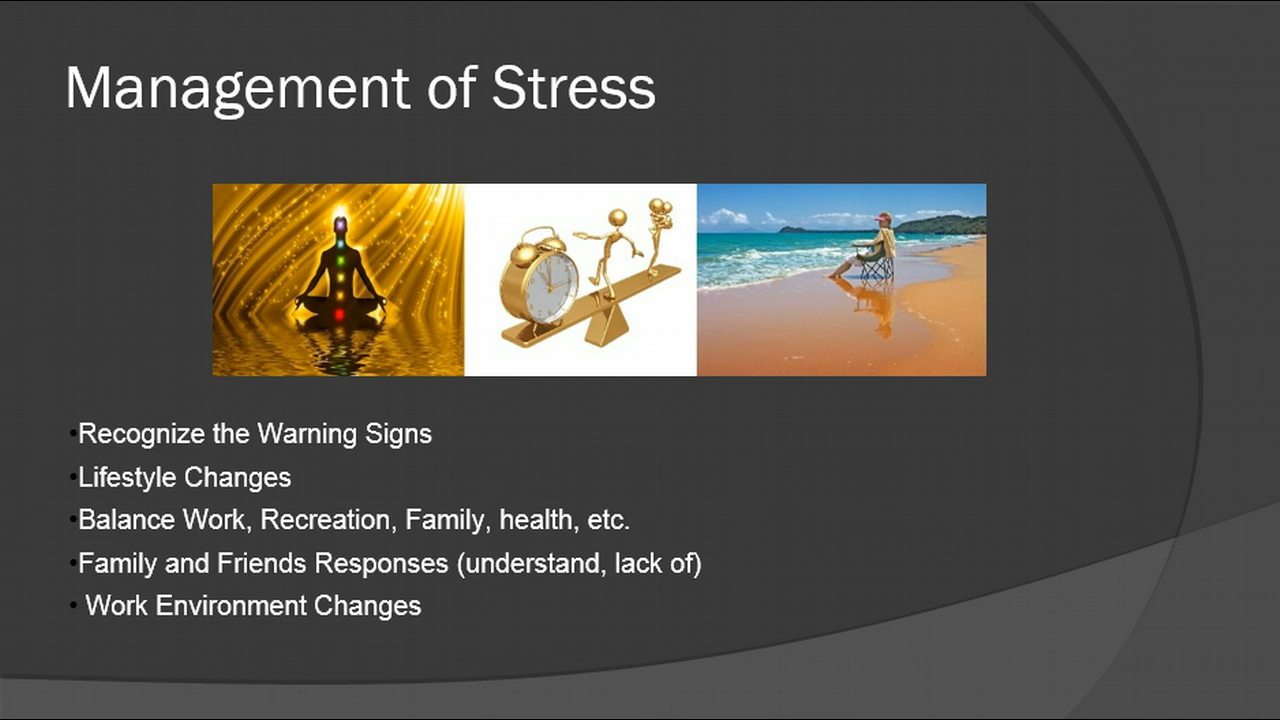 Management of Stress
•Recognize the Warning Signs
•Lifestyle Changes
•Balance Work, Recreation, Family, health, etc.
•Family and Friends Responses (understand, lack of)
• Work Environment Changes